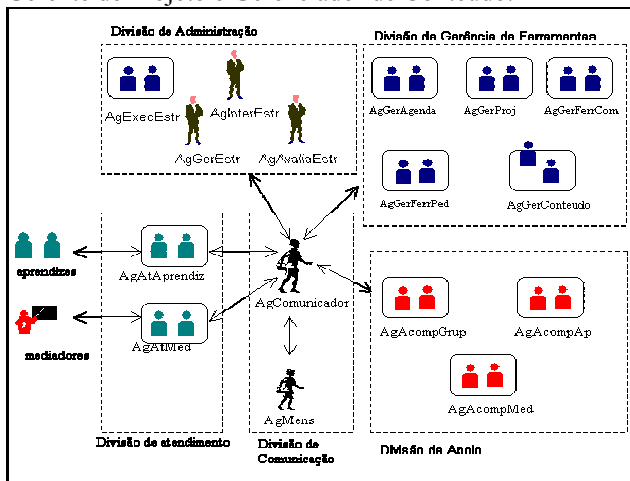 Divisão de Administração
Divisão de Gerência de Ferramentas
AgExecEstr
AgInterEstr
AgGerEstr
AgAvaliaEstr
AgGerAgenda
AgGerProj
AgGerFerrCom
AgGerFerrPed
AgGerConteudo
aprendizes
AgAtAprendiz
AgComunicador
mediadores
AgAtMed
AgMens
AgAcompGrup
AgAcompAp
AgAcompMed
Divisão de atendimento
Divisão de
Comunicação
Divisão de Apoio